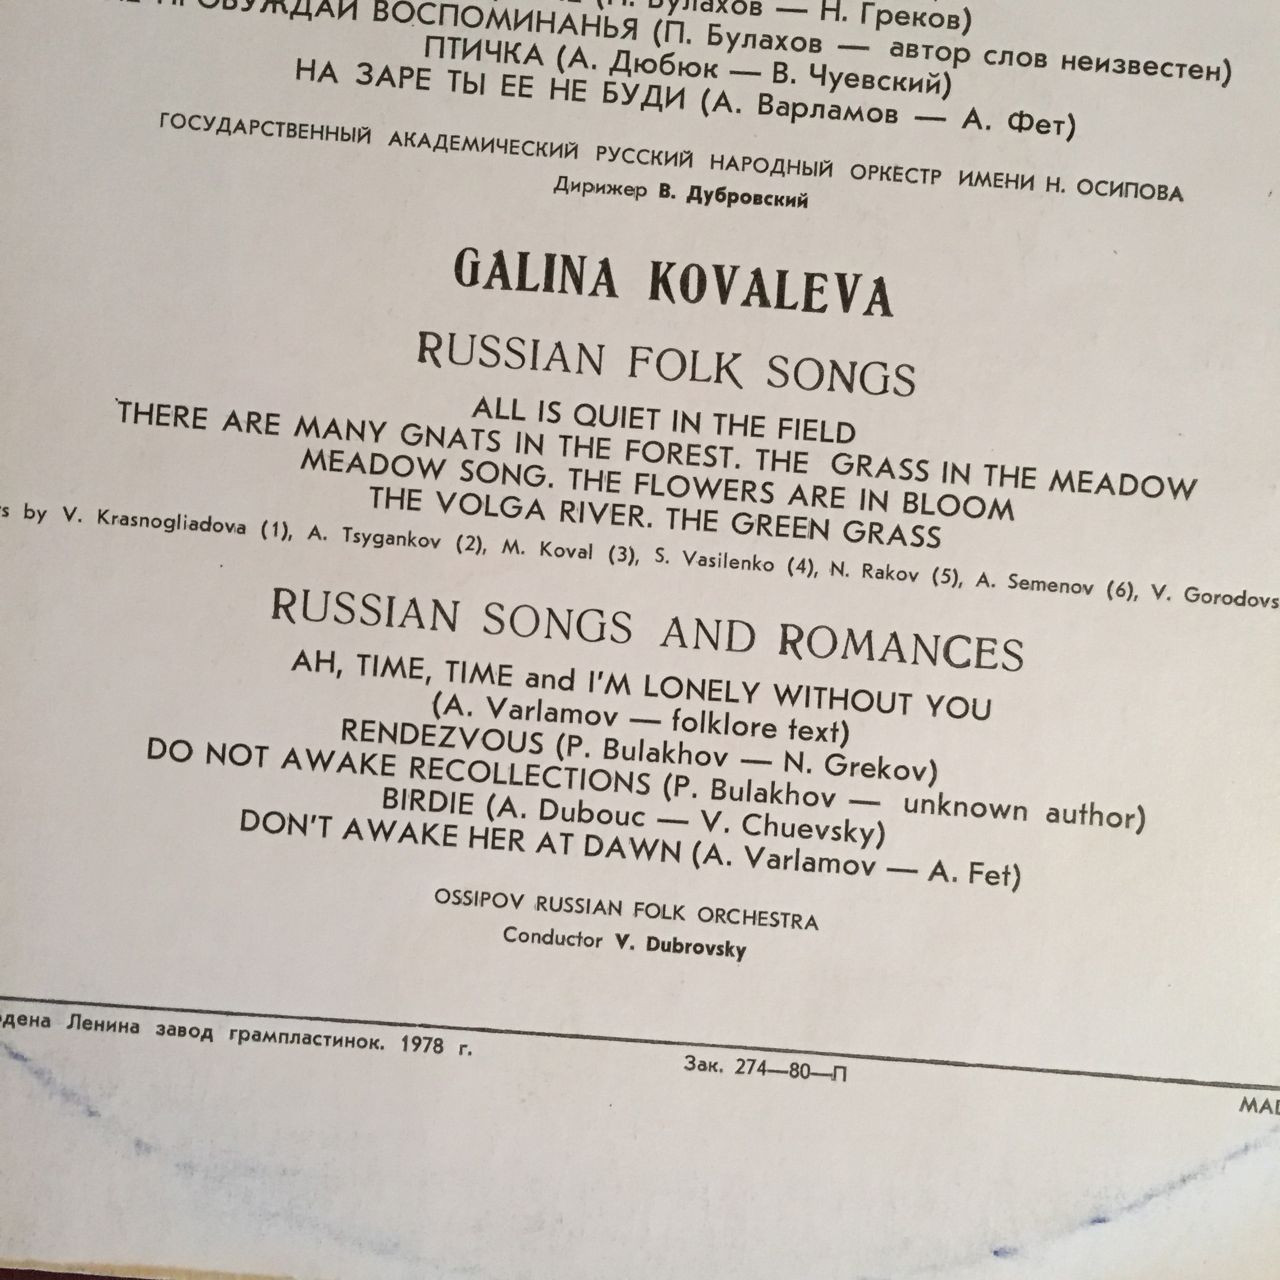 (П. Булахов — Н. Греков)
ПРОБУЖДАЙ ВОСПОМИНАНЬЯ (П. Булахов — автор слов неизвестен)
ПТИЧКА (А. Дюбюк — В. Чуевский)
НА ЗАРЕ ТЫ ЕЕ НЕ БУДИ (А. Варламов — А. Фет)
ГОСУДАРСТВЕННЫЙ АКАДЕМИЧЕСКИЙ РУССКИЙ НАРОДНЫЙ ОРКЕСТР ИМЕНИ Н. ОСИПОВА
Дирижер В. Дубровский
GALINA KOVALEVA
RUSSIAN FOLK SONGS
ALL IS QUIET IN THE FIELD
THERE ARE MANY GNATS IN THE FOREST. THE GRASS IN THE MEADOW
MEADOW SONG. THE FLOWERS ARE IN BLOOM
THE VOLGA RIVER. THE GREEN GRASS
by V. Krasnogliadova (1), A. Tsygankov (2), M. Koval (3), S. Vasilenko (4), N. Rakov (5), A. Semenov (6), V. Gorodovs
RUSSIAN SONGS AND ROMANCES
AH, TIME, TIME and I'M LONELY WITHOUT YOU
(A. Varlamov — folklore text)
RENDEZVOUS (P. Bulakhov — N. Grekov)
DO NOT AWAKE RECOLLECTIONS (P. Bulakhov — unknown author)
BIRDIE (A. Dubouc — V. Chuevsky)
DON'T AWAKE HER AT DAWN (A. Varlamov — A. Fet)
OSSIPOV RUSSIAN FOLK ORCHESTRA
Conductor V. Dubrovsky
дена Ленина завод грампластинок. 1978 г.
Зак. 274—80—П